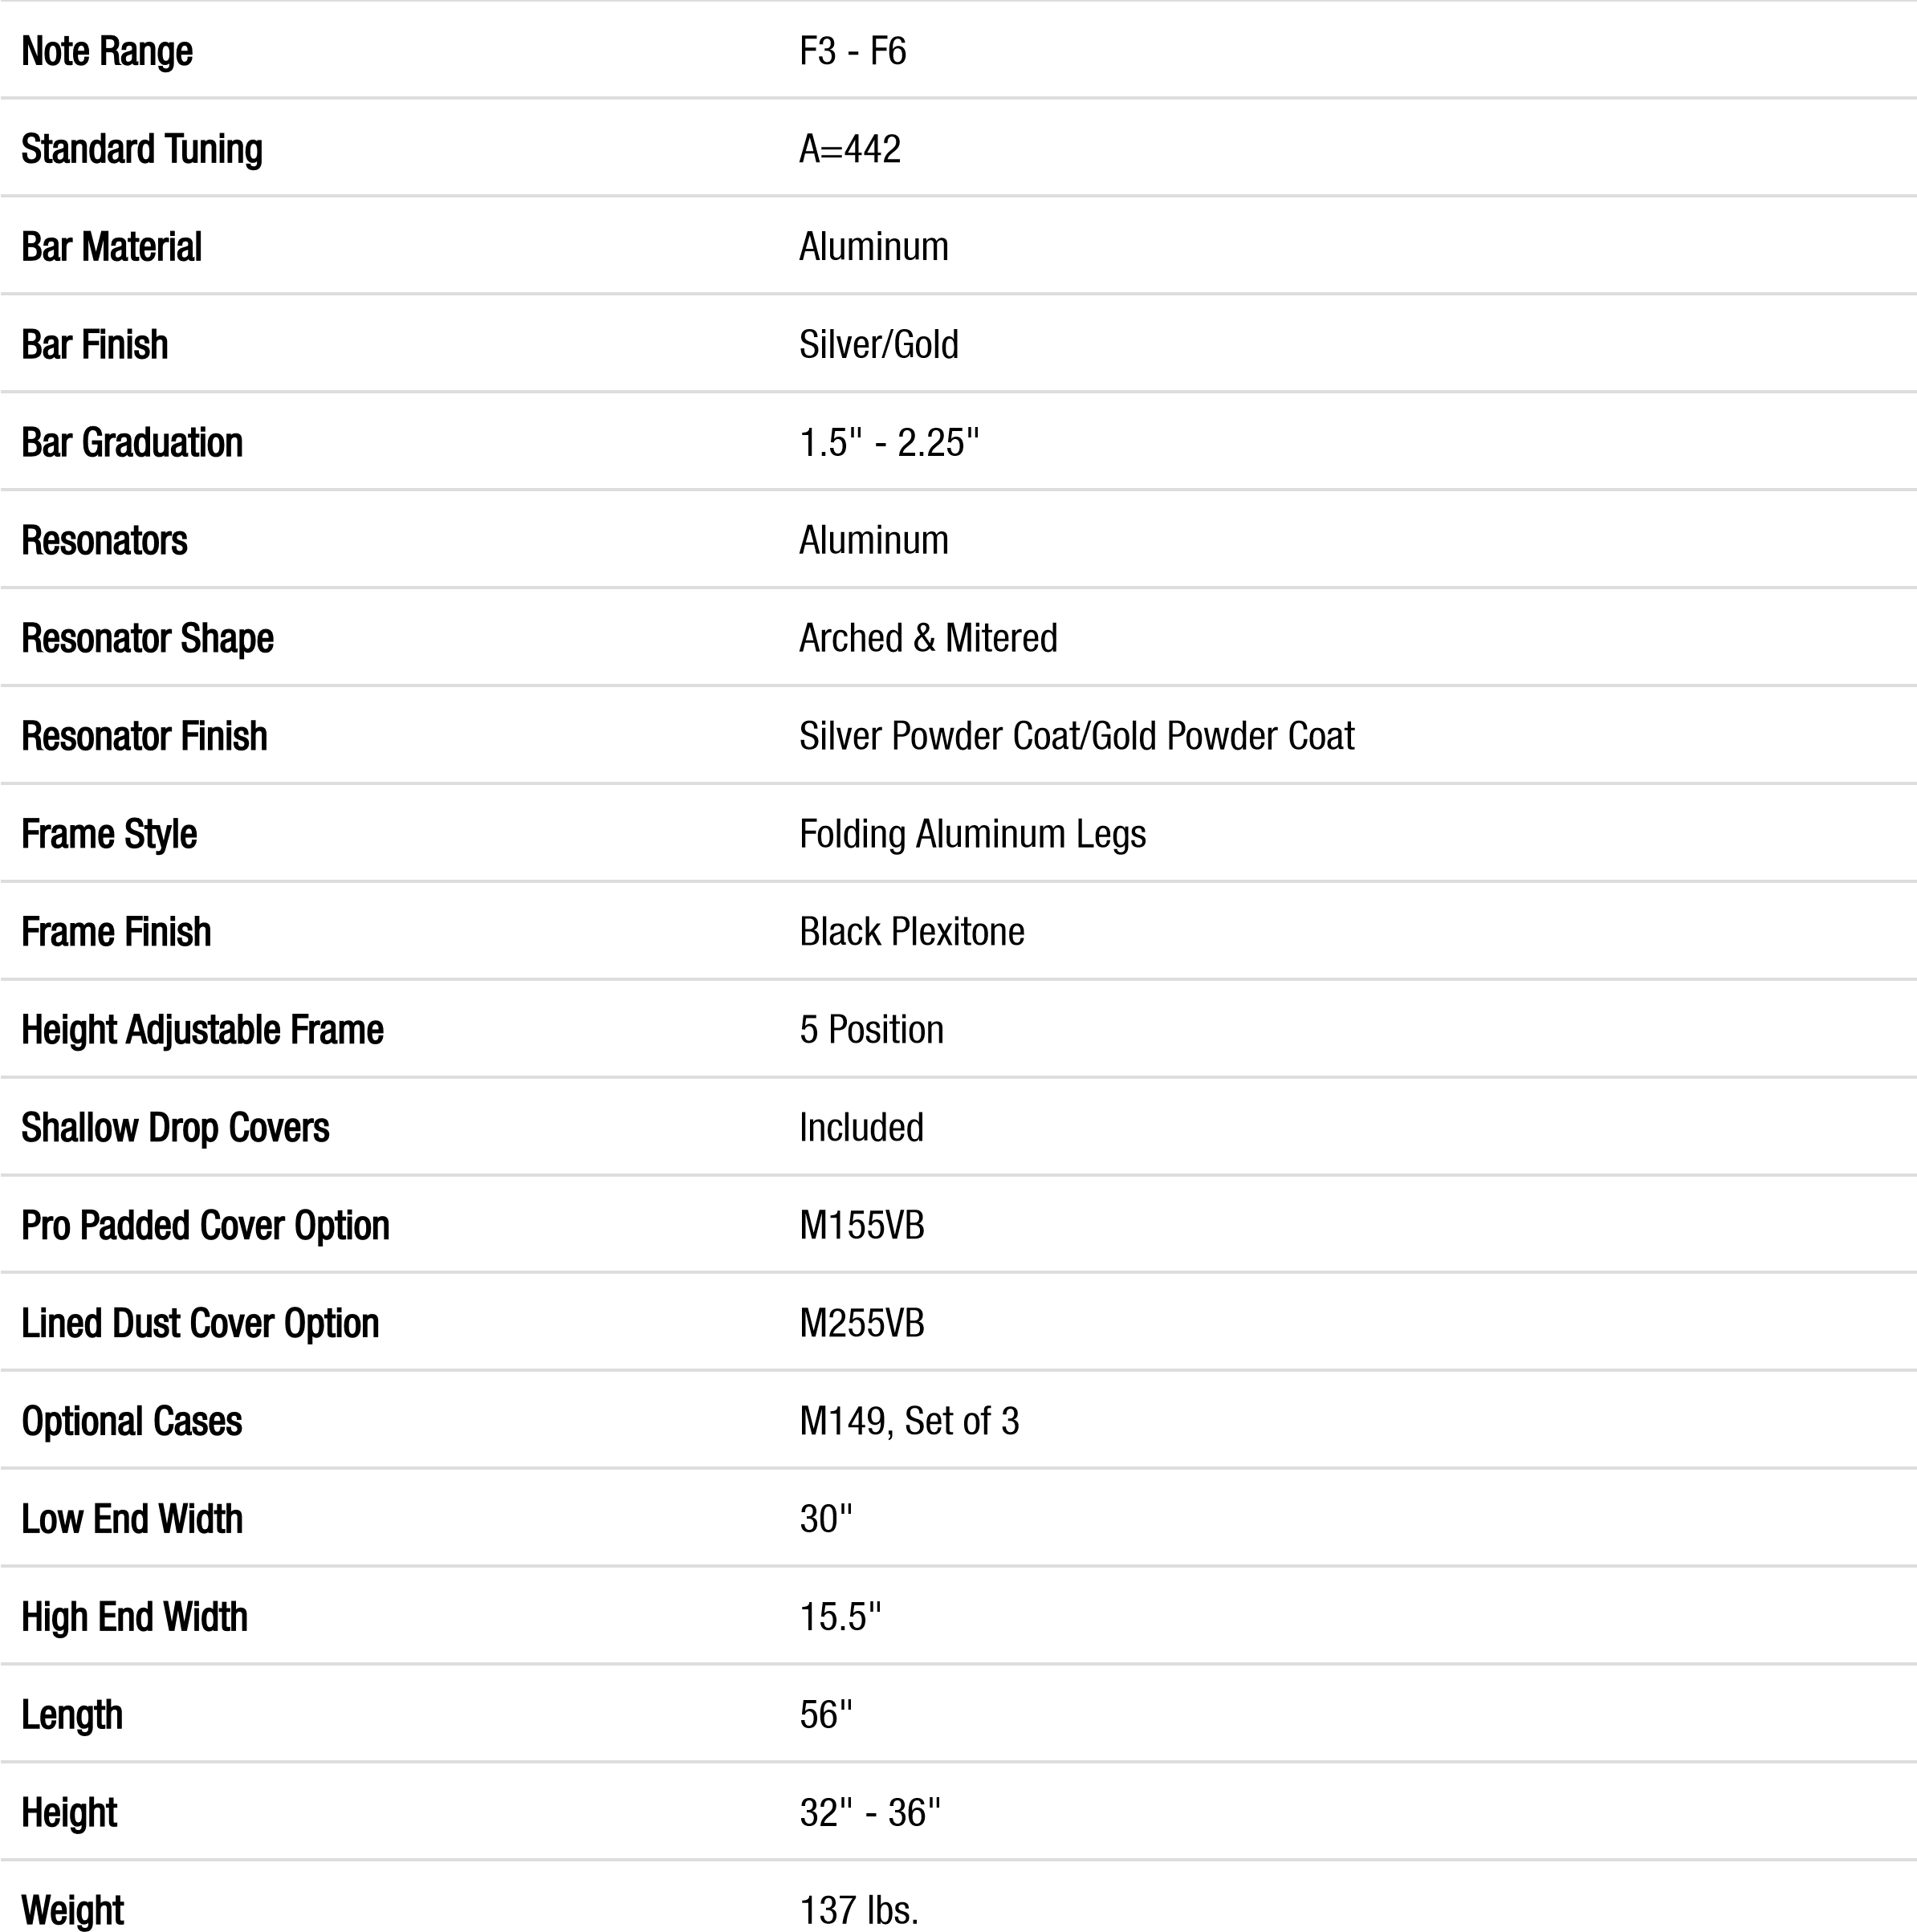 Note Range F3 - F6
Standard Tuning A=442
Bar Material Aluminum
Bar Finish Silver/Gold
Bar Graduation 1.5" - 2.25"
Resonators Aluminum
Resonator Shape Arched & Mitered
Resonator Finish Silver Powder Coat/Gold Powder Coat
Frame Style Folding Aluminum Legs
Frame Finish Black Plexitone
Height Adjustable Frame 5 Position
Shallow Drop Covers Included
Pro Padded Cover Option M155VB
Lined Dust Cover Option M255VB
Optional Cases M149, Set of 3
Low End Width 30"
High End Width 15.5"
Length 56"
Height 32" - 36"
Weight 137 lbs.